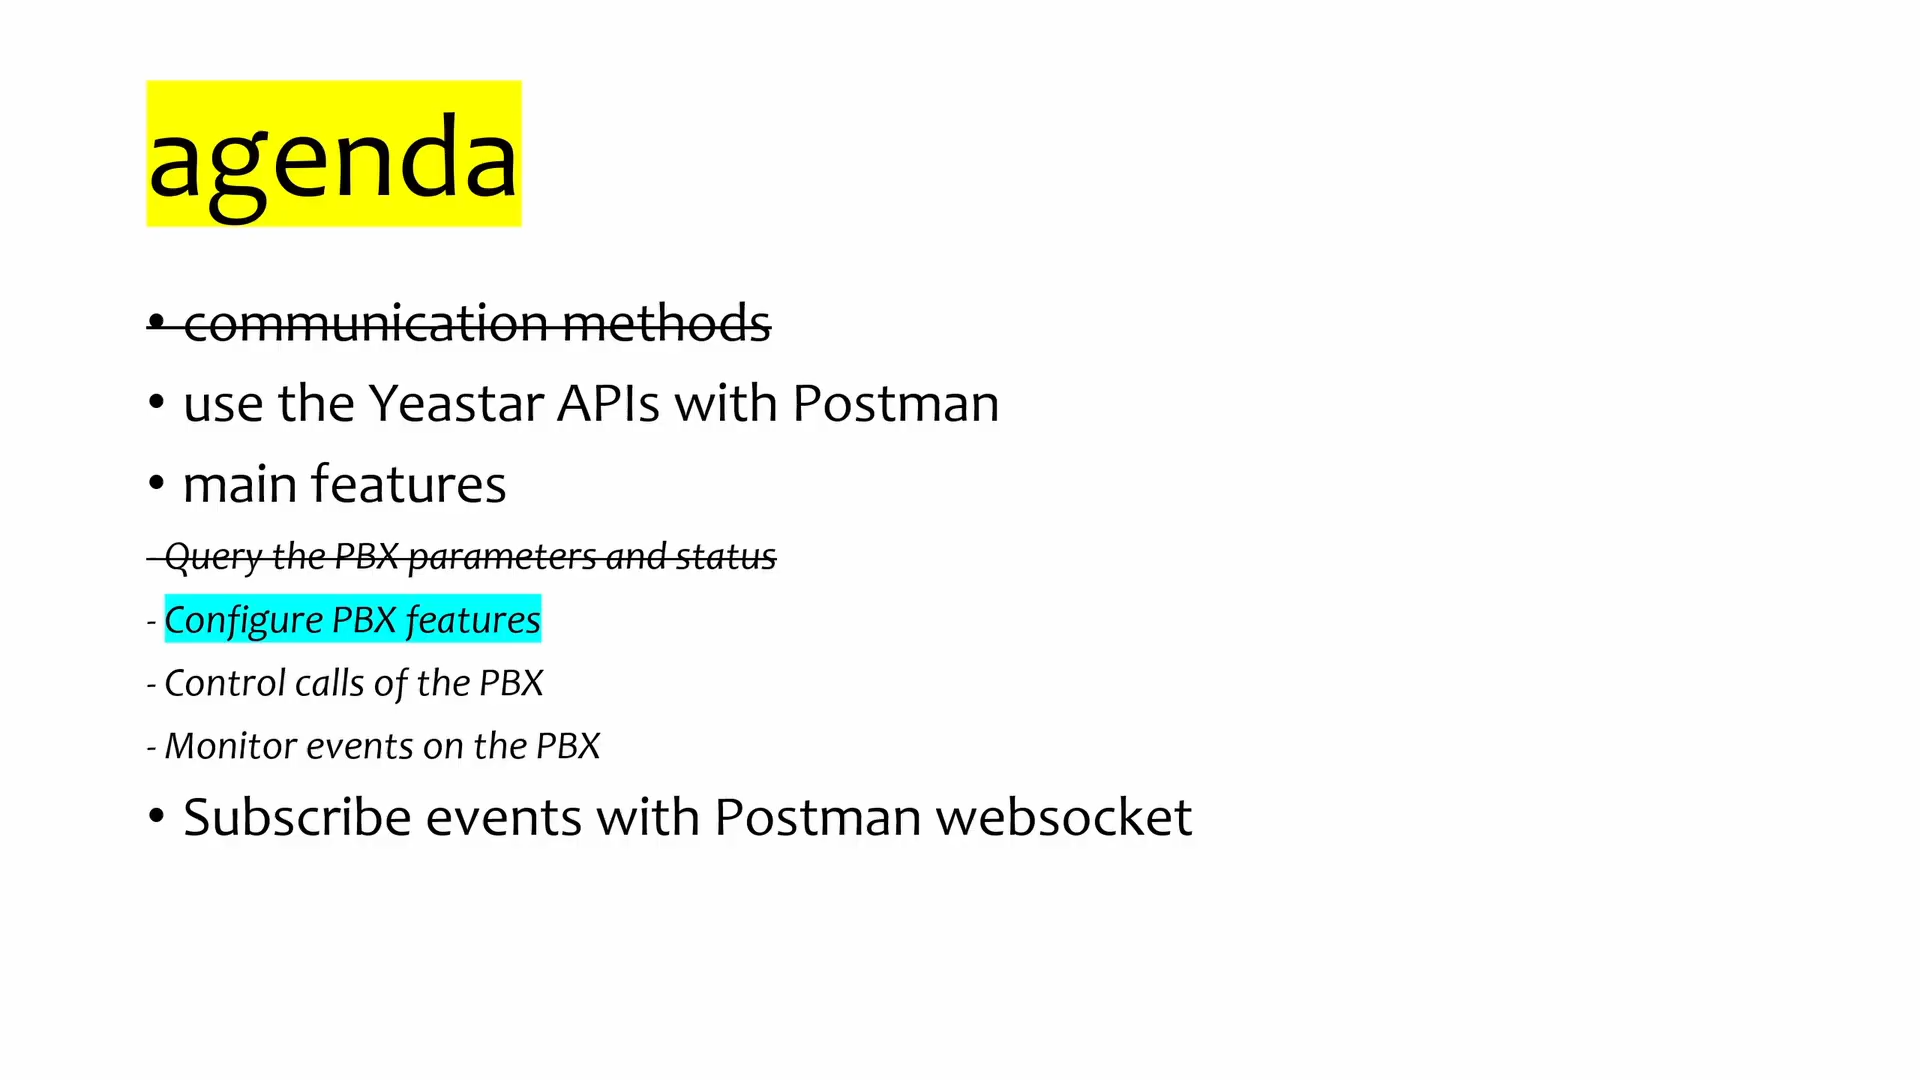 agenda
• communication methods
• use the Yeastar APIs with Postman
• main features
- Query the PBX parameters and status
- Configure PBX features
- Control calls of the PBX
- Monitor events on the PBX
• Subscribe events with Postman websocket